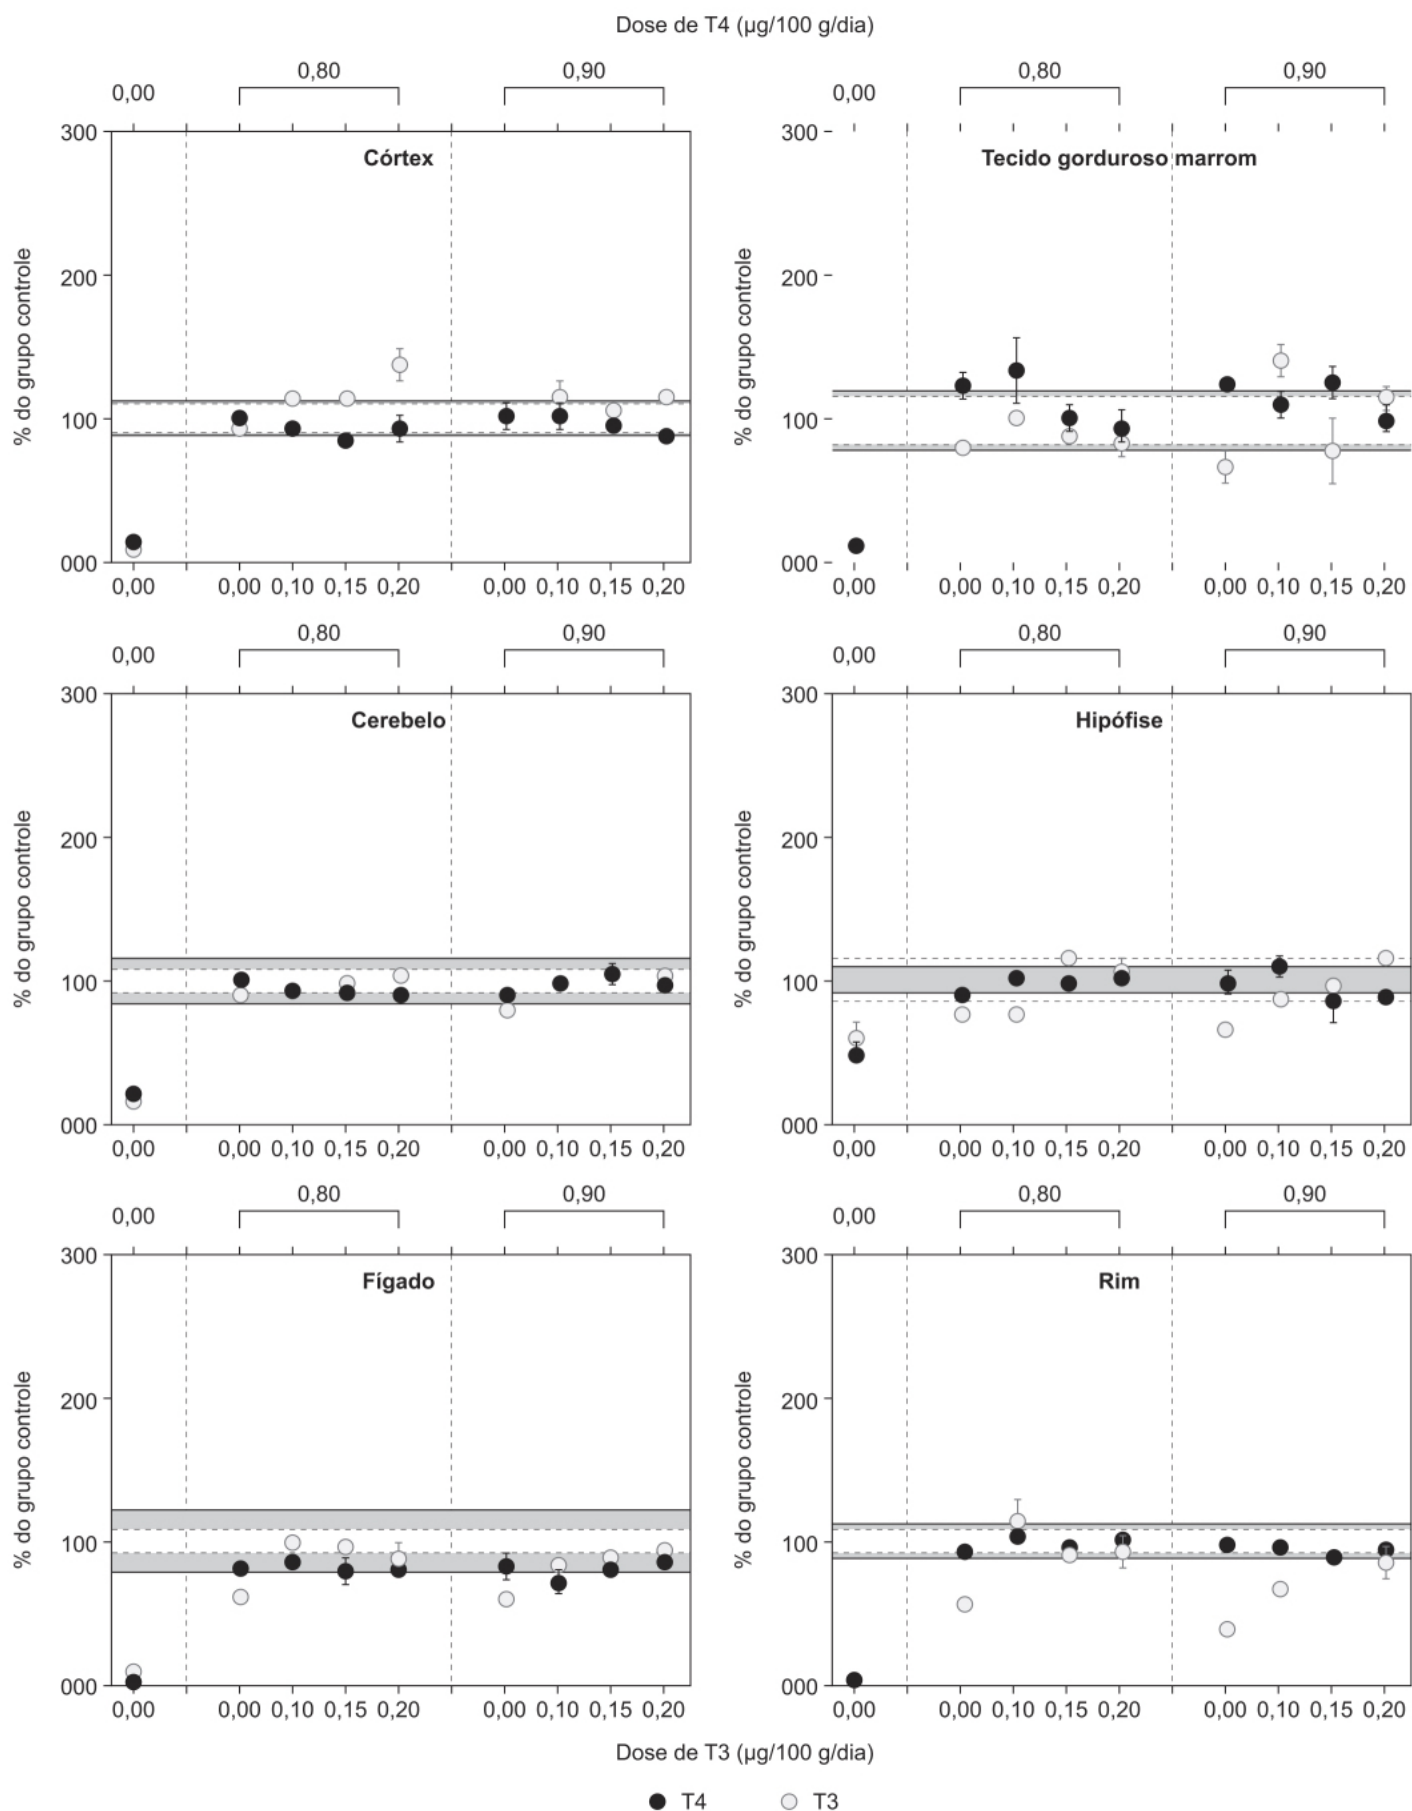 Dose de T4 (µg/100 g/dia)
0,00 0,80 0,90 0,00 0,80 0,90
300 Córtex 300 Tecido gorduroso marrom
200 200
% do grupo controle % do grupo controle
100 100
000 000
0,00 0,00 0,10 0,15 0,20 0,00 0,10 0,15 0,20 0,00 0,00 0,10 0,15 0,20 0,00 0,10 0,15 0,20
0,00 0,80 0,90 0,00 0,80 0,90
300 Cerebelo 300 Hipófise
200 200
% do grupo controle % do grupo controle
100 100
000 000
0,00 0,00 0,10 0,15 0,20 0,00 0,10 0,15 0,20 0,00 0,00 0,10 0,15 0,20 0,00 0,10 0,15 0,20
0,00 0,80 0,90 0,00 0,80 0,90
300 Fígado 300 Rim
200 200
% do grupo controle % do grupo controle
100 100
000 000
0,00 0,00 0,10 0,15 0,20 0,00 0,10 0,15 0,20 0,00 0,00 0,10 0,15 0,20 0,00 0,10 0,15 0,20
Dose de T3 (µg/100 g/dia)
T4 T3